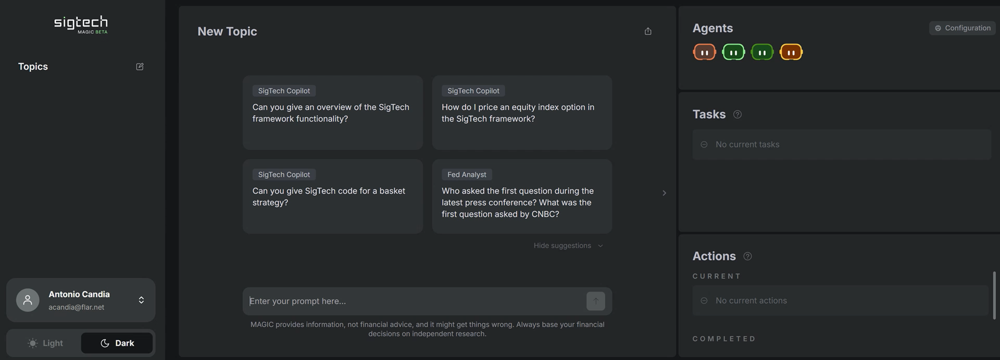 sigtech
MAGIC BETA
Topics
Antonio Candia
acandia@flar.net
Light
Dark
New Topic
SigTech Copilot
Can you give an overview of the SigTech
framework functionality?
SigTech Copilot
How do I price an equity index option in
the SigTech framework?
SigTech Copilot
Can you give SigTech code for a basket
strategy?
Fed Analyst
Who asked the first question during the
latest press conference? What was the
first question asked by CNBC?
Hide suggestions
Enter your prompt here...
MAGIC provides information, not financial advice, and it might get things wrong. Always base your financial
decisions on independent research.
Agents
Configuration
Tasks
No current tasks
Actions
CURRENT
No current actions
COMPLETED